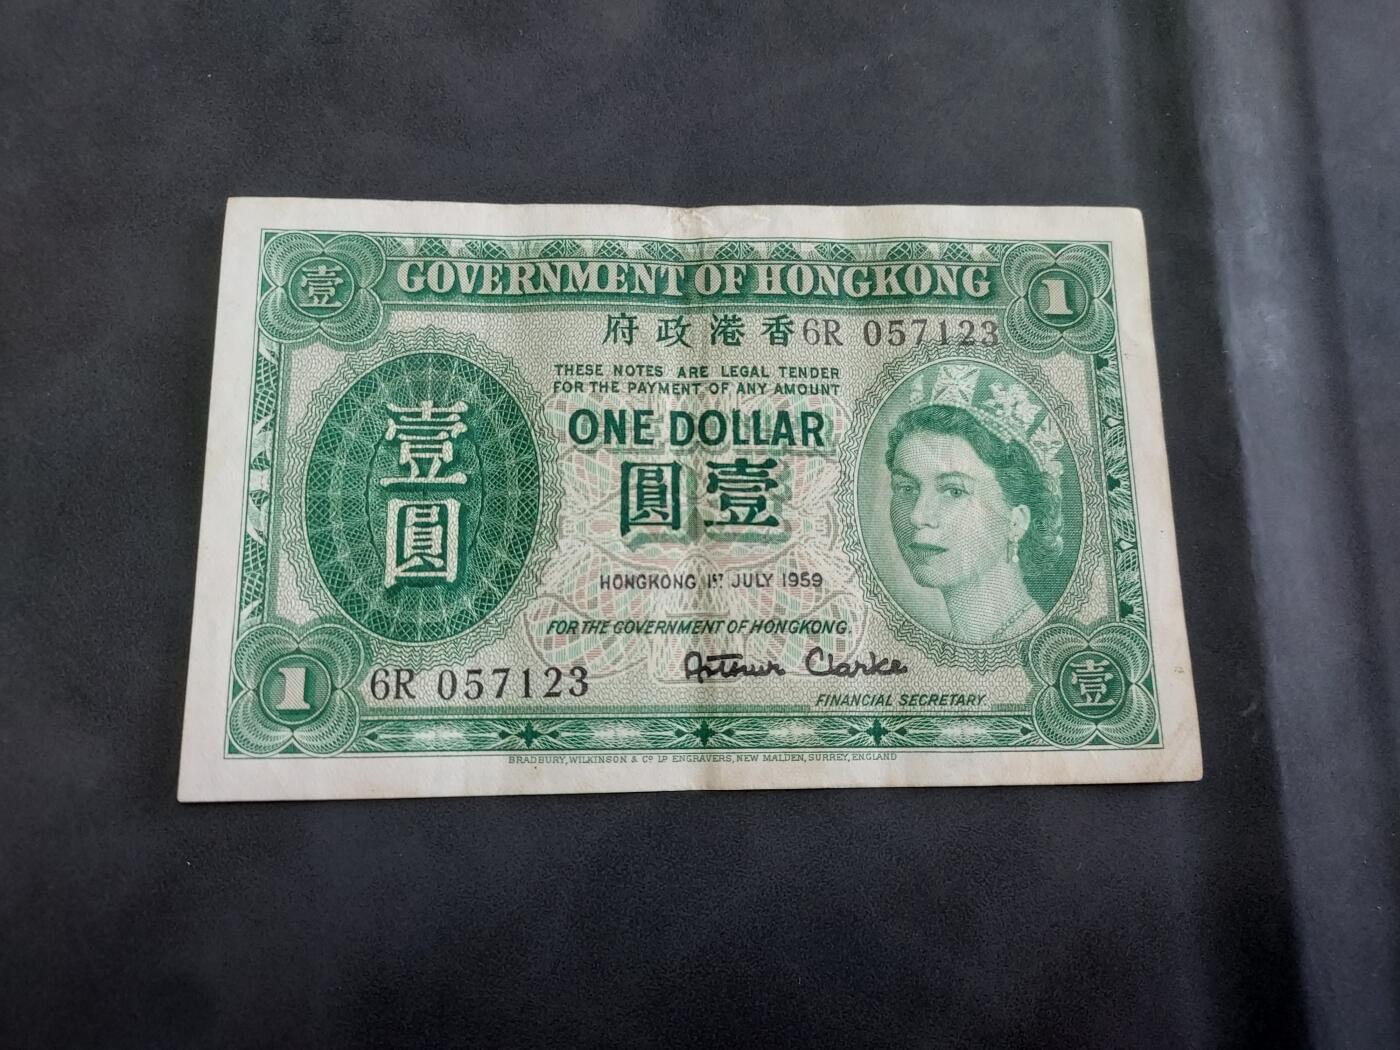 壹 GOVERNMENT OF HONGKONG 1
府政港香 6R 057123
THESE NOTES ARE LEGAL TENDER
FOR THE PAYMENT OF ANY AMOUNT
ONE DOLLAR
圓壹
壹
圓
HONGKONG 1ST JULY 1959
FOR THE GOVERNMENT OF HONGKONG.
Arthur Clarke
FINANCIAL SECRETARY.
1 6R 057123 壹
BRADBURY, WILKINSON & CO LD ENGRAVERS, NEW MALDEN, SURREY, ENGLAND